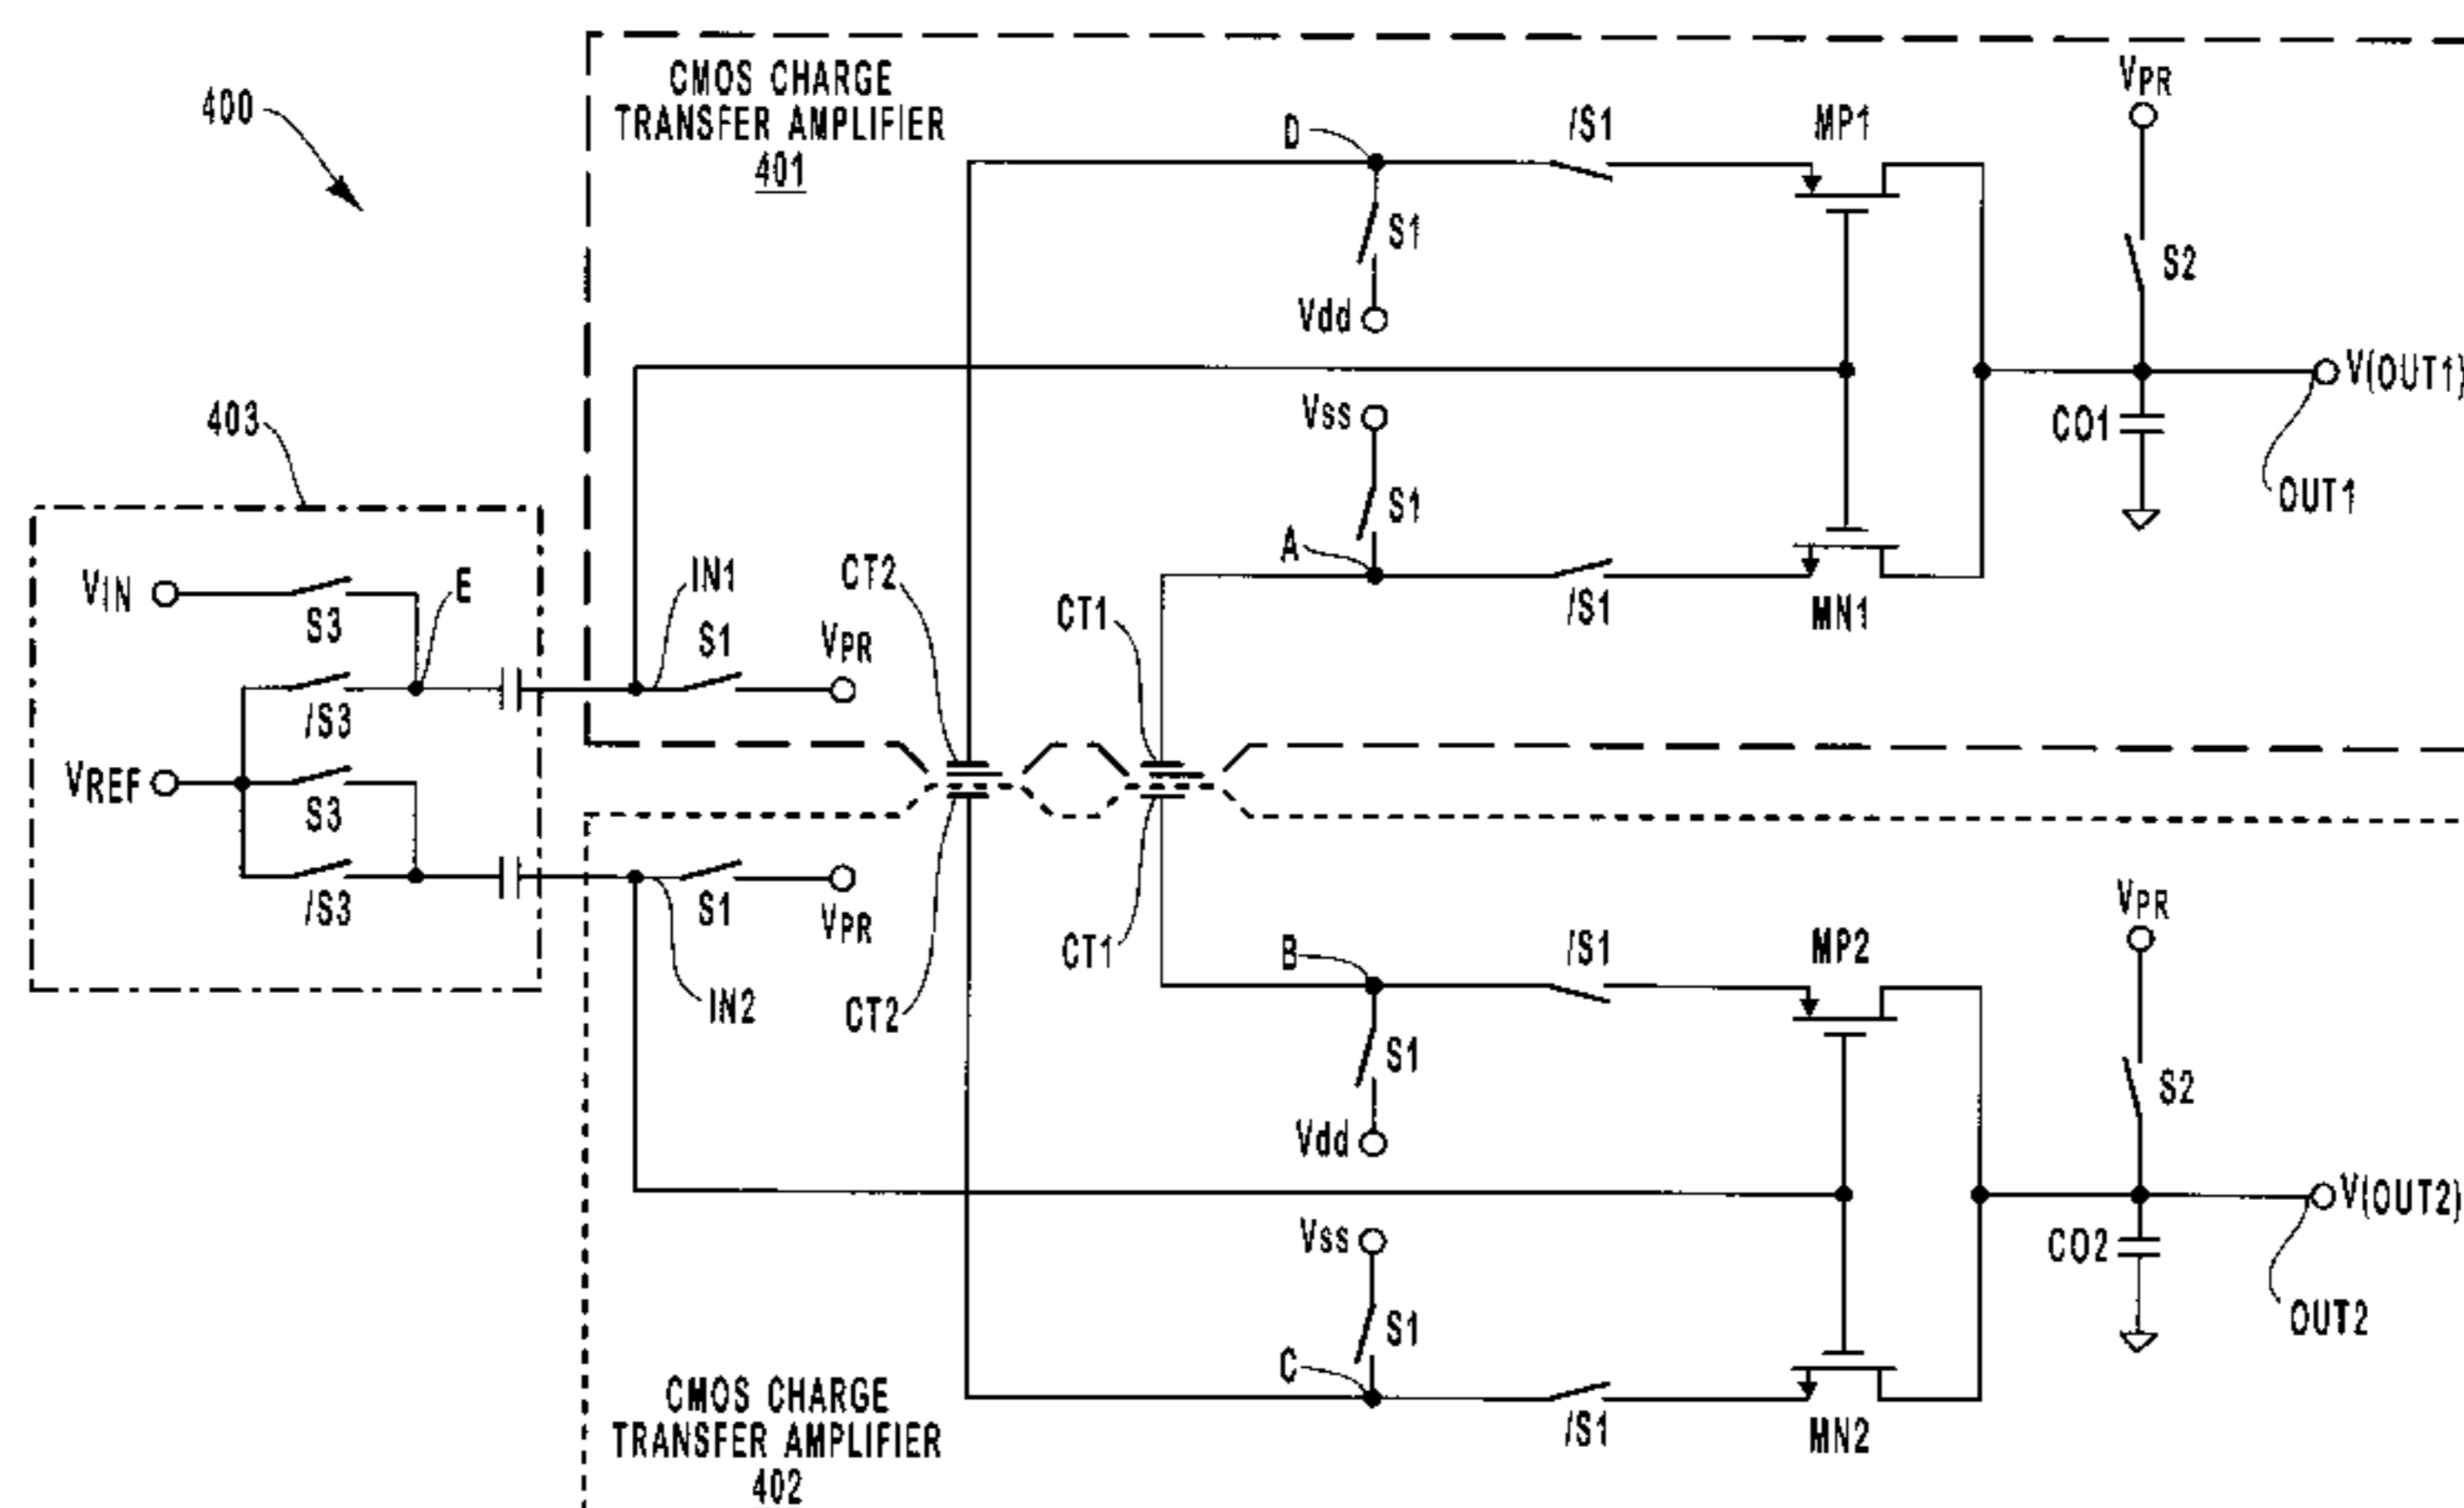 400
CMOS CHARGE
TRANSFER AMPLIFIER
401
D
/S1
MP1
VPR
S1
S2
Vdd
V(OUT1)
Vss
CO1
403
S1
OUT1
A
VIN
E
IN1
CT2
S3
S1
VPR
CT1
/S1
MN1
/S3
VREF
S3
/S3
S1
VPR
IN2
CT2
CT1
B
/S1
MP2
VPR
S1
S2
Vdd
V(OUT2)
Vss
CO2
S1
OUT2
C
CMOS CHARGE
TRANSFER AMPLIFIER
402
/S1
MN2